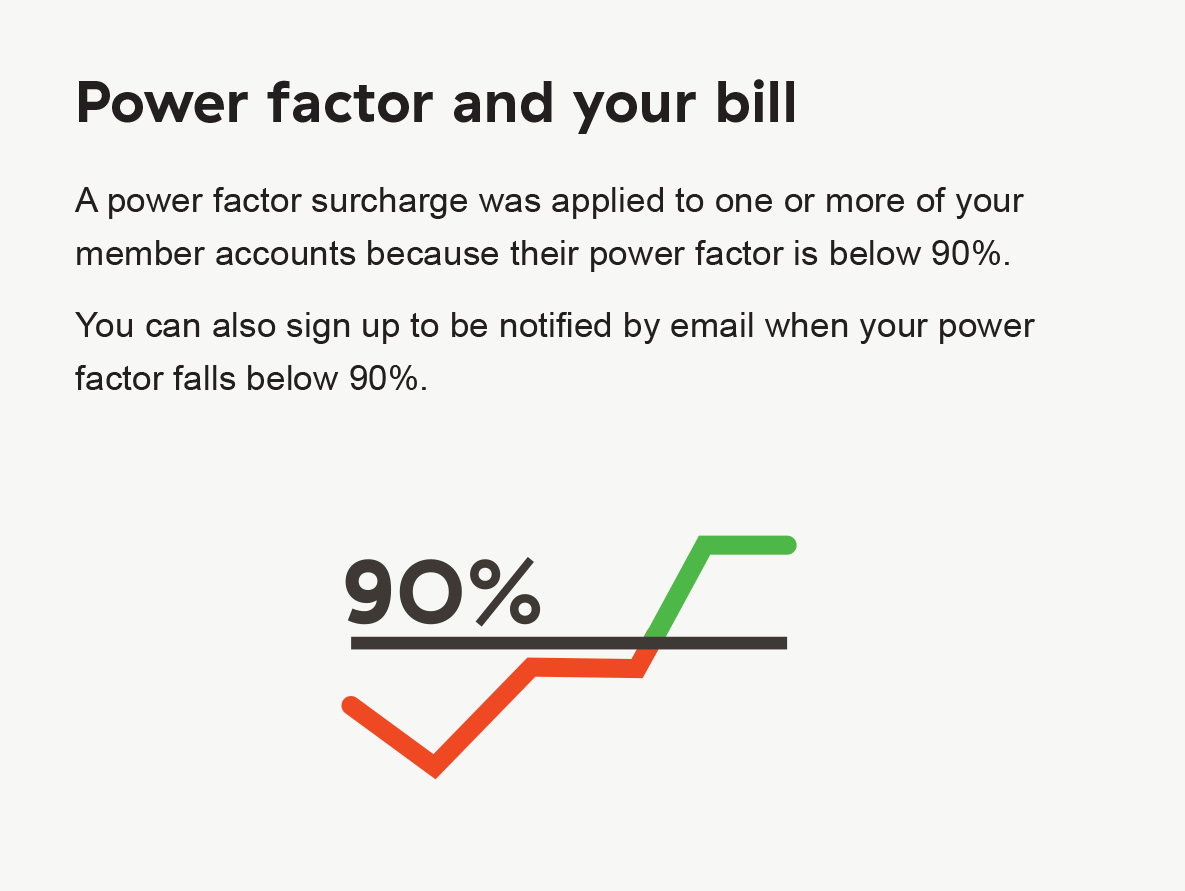 Power factor and your bill
A power factor surcharge was applied to one or more of your
member accounts because their power factor is below 90%.
You can also sign up to be notified by email when your power
factor falls below 90%.
90%